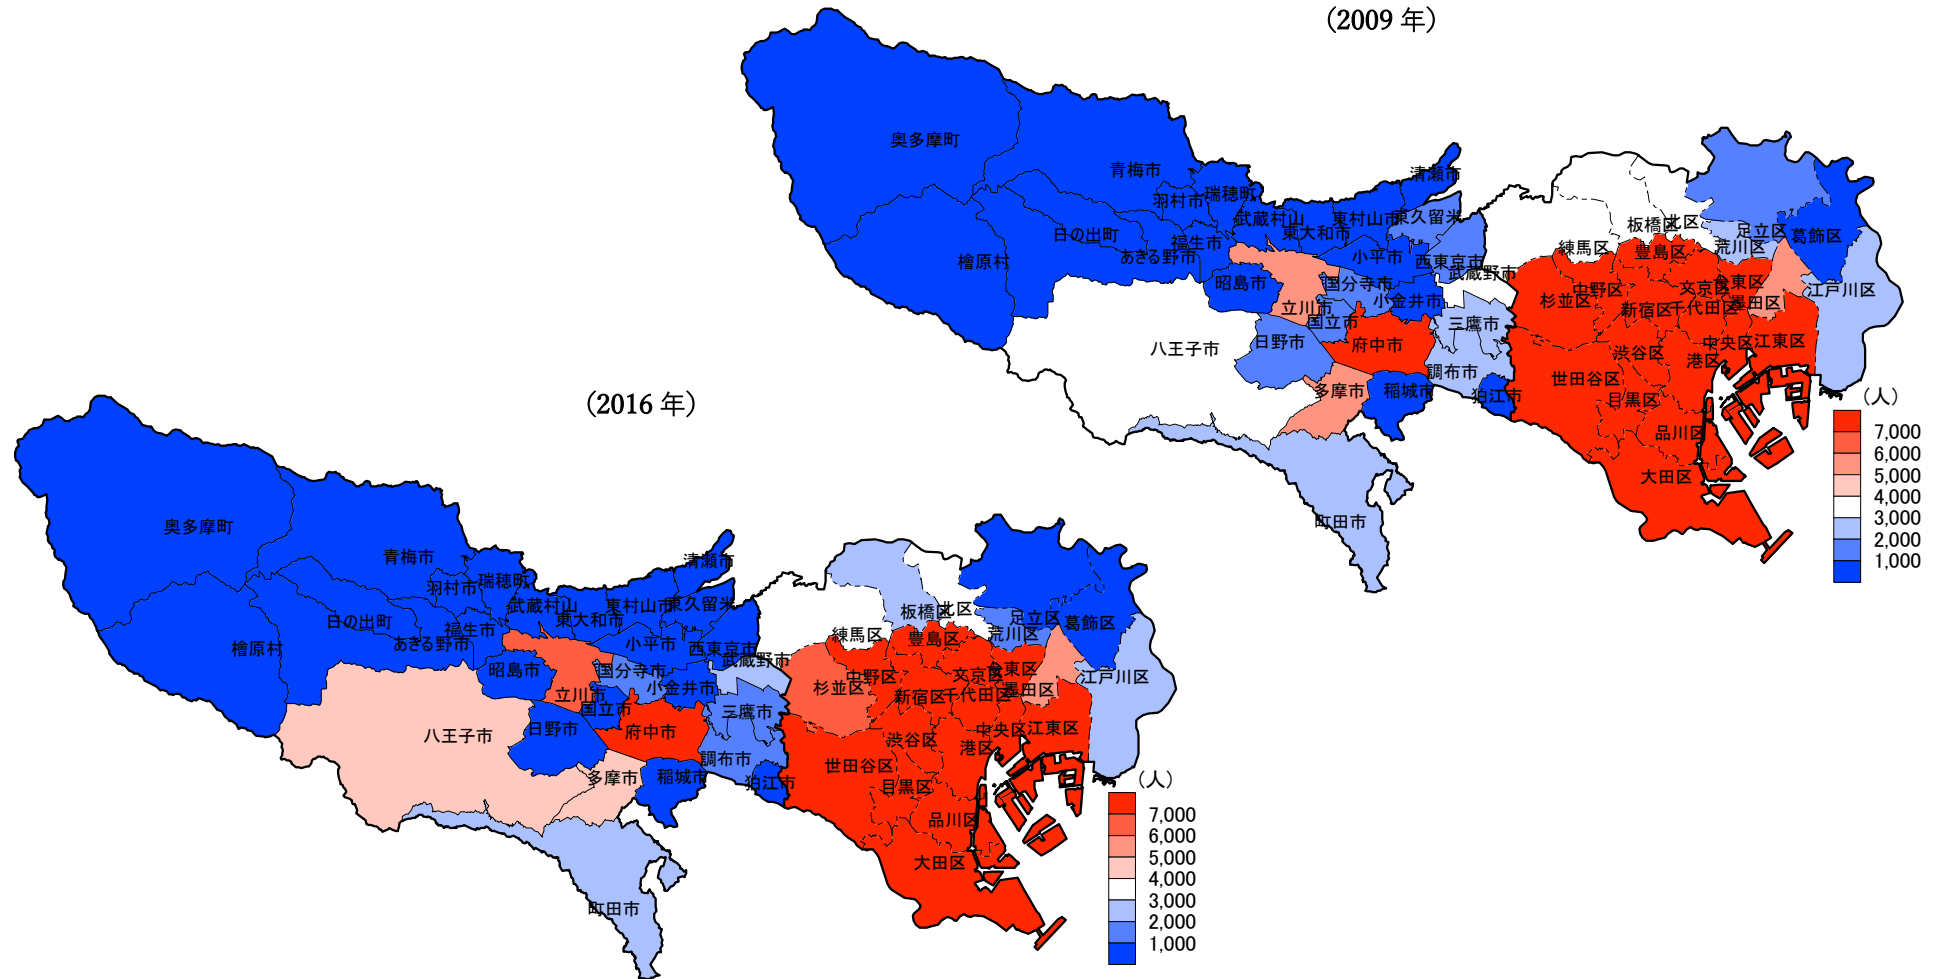 (2009 年)
奥多摩町
青梅市
清瀬市
羽村市
瑞穂町
武蔵村山
東村山市
東久留米
日の出町
福生市
東大和市
板橋区
北区
足立区
葛飾区
檜原村
あきる野市
小平市
西東京市
武蔵野市
練馬区
豊島区
荒川区
昭島市
国分寺市
小金井市
杉並区
中野区
文京区
台東区
江戸川区
立川市
国立市
三鷹市
新宿区
千代田区
墨田区
八王子市
日野市
府中市
渋谷区
中央区
江東区
港区
調布市
世田谷区
多摩市
稲城市
狛江市
目黒区
品川区
大田区
町田市
(人)
7,000
6,000
5,000
4,000
3,000
2,000
1,000
(2016 年)
奥多摩町
青梅市
清瀬市
羽村市
瑞穂町
武蔵村山
東村山市
東久留米
日の出町
福生市
東大和市
板橋区
北区
足立区
葛飾区
檜原村
あきる野市
小平市
西東京市
武蔵野市
練馬区
豊島区
荒川区
昭島市
国分寺市
小金井市
杉並区
中野区
文京区
台東区
江戸川区
立川市
国立市
三鷹市
新宿区
千代田区
墨田区
八王子市
日野市
府中市
渋谷区
中央区
江東区
港区
調布市
世田谷区
多摩市
稲城市
狛江市
目黒区
品川区
大田区
町田市
(人)
7,000
6,000
5,000
4,000
3,000
2,000
1,000